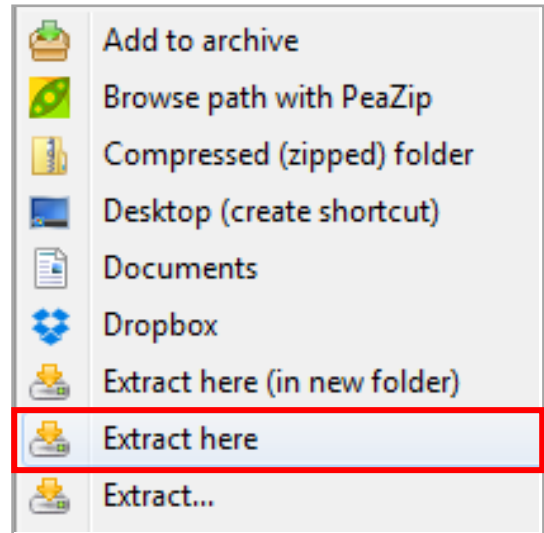 Add to archive
Browse path with PeaZip
Compressed (zipped) folder
Desktop (create shortcut)
Documents
Dropbox
Extract here (in new folder)
Extract here
Extract...